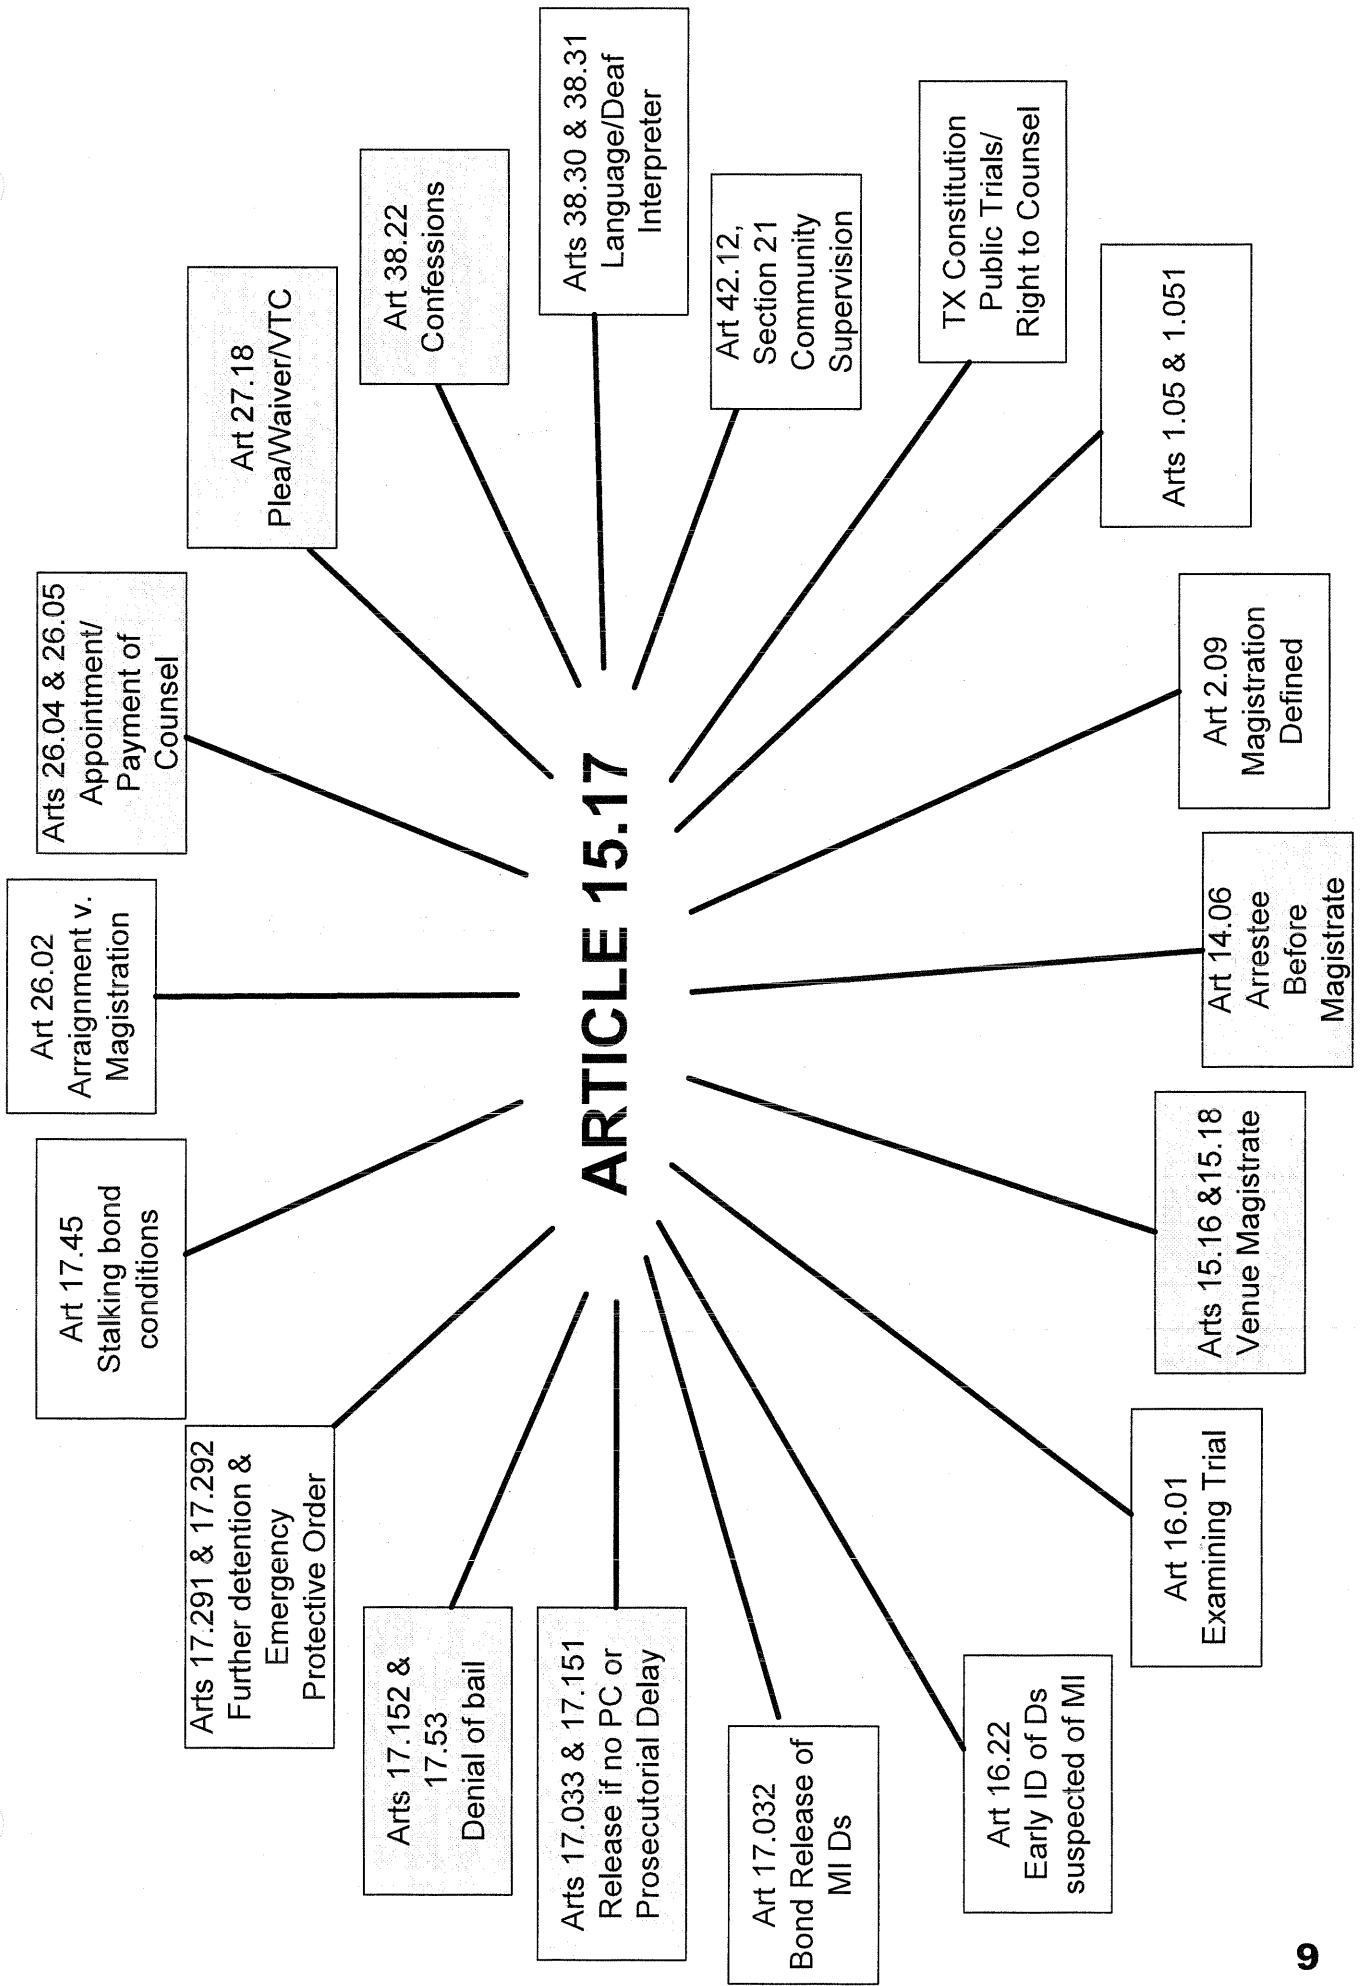 Art 26.02
Arraignment v.
Magistration
Art 17.45
Stalking bond
conditions
Arts 26.04 & 26.05
Appointment/
Payment of
Counsel
Arts 17.291 & 17.292
Further detention &
Emergency
Protective Order
Art 27.18
Plea/Waiver/VTC
Arts 17.152 &
17.53
Denial of bail
Art 38.22
Confessions
Arts 17.033 & 17.151
Release if no PC or
Prosecutorial Delay
ARTICLE 15.17
Arts 38.30 & 38.31
Language/Deaf
Interpreter
Art 17.032
Bond Release of
MI Ds
Art 42.12,
Section 21
Community
Supervision
Art 16.22
Early ID of Ds
suspected of MI
TX Constitution
Public Trials/
Right to Counsel
Art 16.01
Examining Trial
Arts 1.05 & 1.051
Arts 15.16 &15.18
Venue Magistrate
Art 14.06
Arrestee
Before
Magistrate
Art 2.09
Magistration
Defined
9